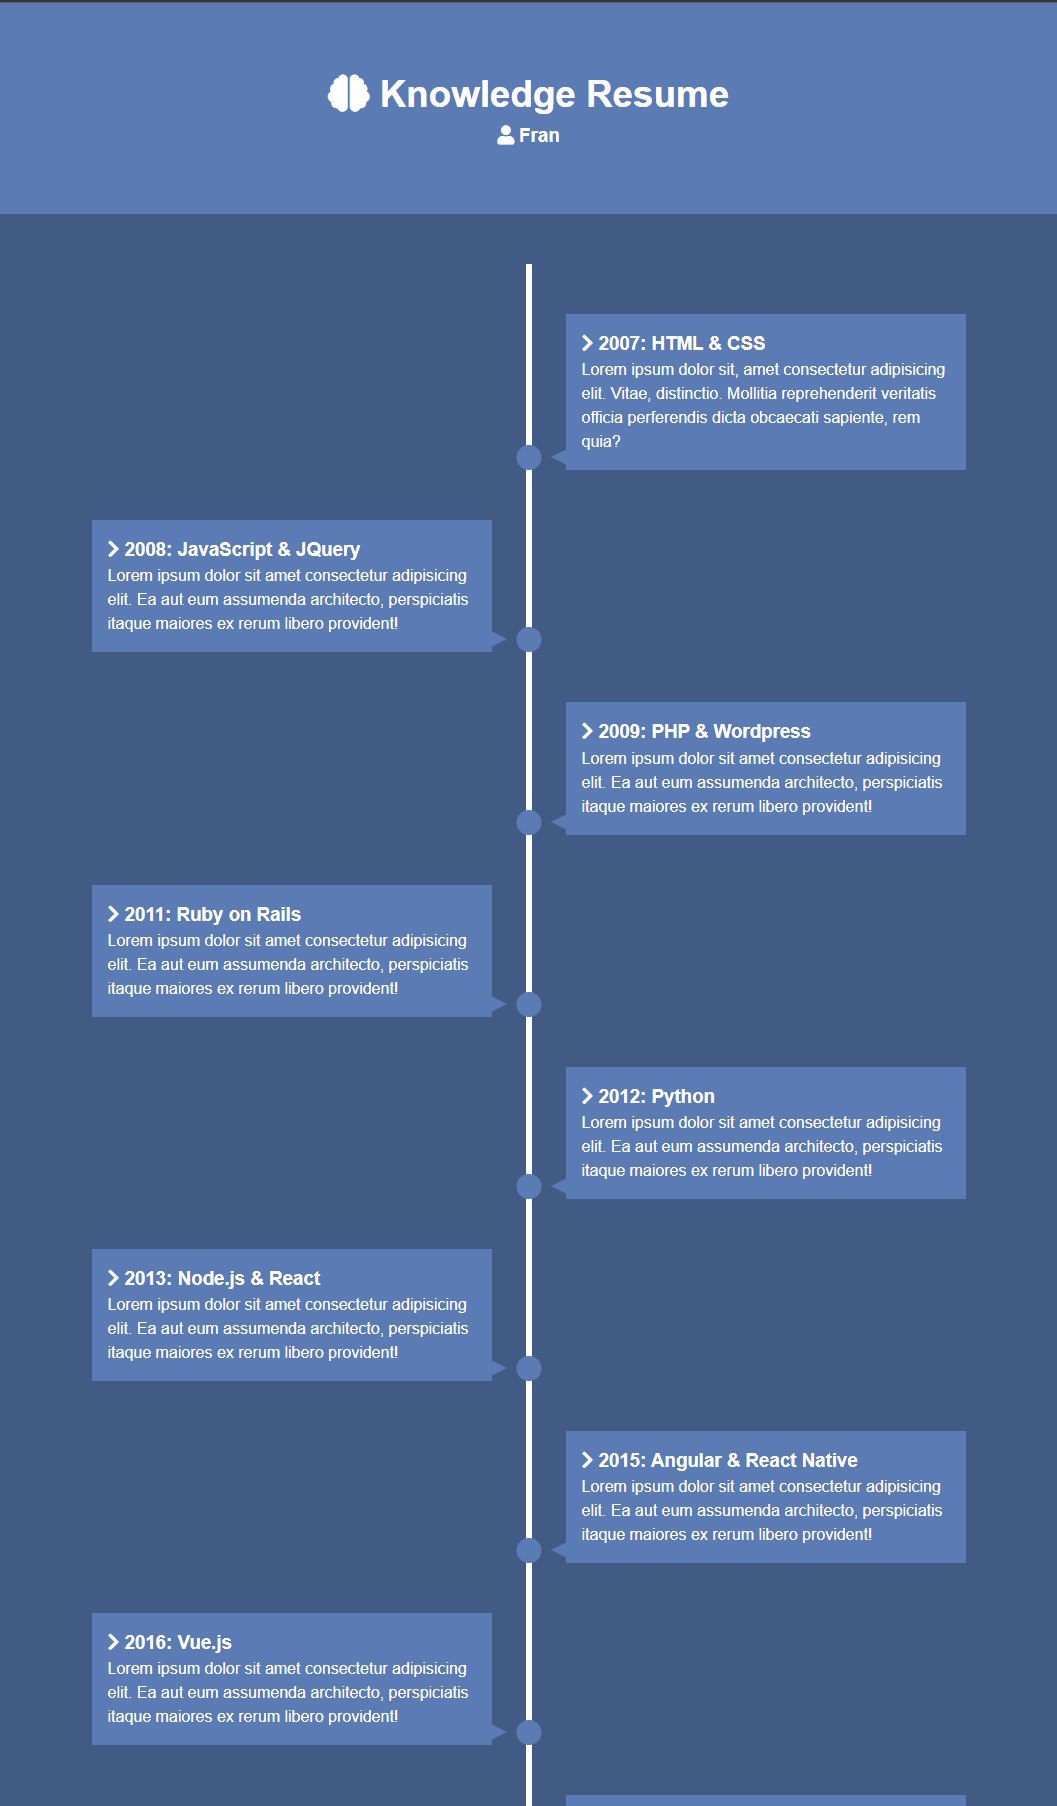 Knowledge Resume
Fran
2007: HTML & CSS
Lorem ipsum dolor sit, amet consectetur adipisicing
elit. Vitae, distinctio. Mollitia reprehenderit veritatis
officia perferendis dicta obcaecati sapiente, rem
quia?
2008: JavaScript & JQuery
Lorem ipsum dolor sit amet consectetur adipisicing
elit. Ea aut eum assumenda architecto, perspiciatis
itaque maiores ex rerum libero provident!
2009: PHP & Wordpress
Lorem ipsum dolor sit amet consectetur adipisicing
elit. Ea aut eum assumenda architecto, perspiciatis
itaque maiores ex rerum libero provident!
2011: Ruby on Rails
Lorem ipsum dolor sit amet consectetur adipisicing
elit. Ea aut eum assumenda architecto, perspiciatis
itaque maiores ex rerum libero provident!
2012: Python
Lorem ipsum dolor sit amet consectetur adipisicing
elit. Ea aut eum assumenda architecto, perspiciatis
itaque maiores ex rerum libero provident!
2013: Node.js & React
Lorem ipsum dolor sit amet consectetur adipisicing
elit. Ea aut eum assumenda architecto, perspiciatis
itaque maiores ex rerum libero provident!
2015: Angular & React Native
Lorem ipsum dolor sit amet consectetur adipisicing
elit. Ea aut eum assumenda architecto, perspiciatis
itaque maiores ex rerum libero provident!
2016: Vue.js
Lorem ipsum dolor sit amet consectetur adipisicing
elit. Ea aut eum assumenda architecto, perspiciatis
itaque maiores ex rerum libero provident!